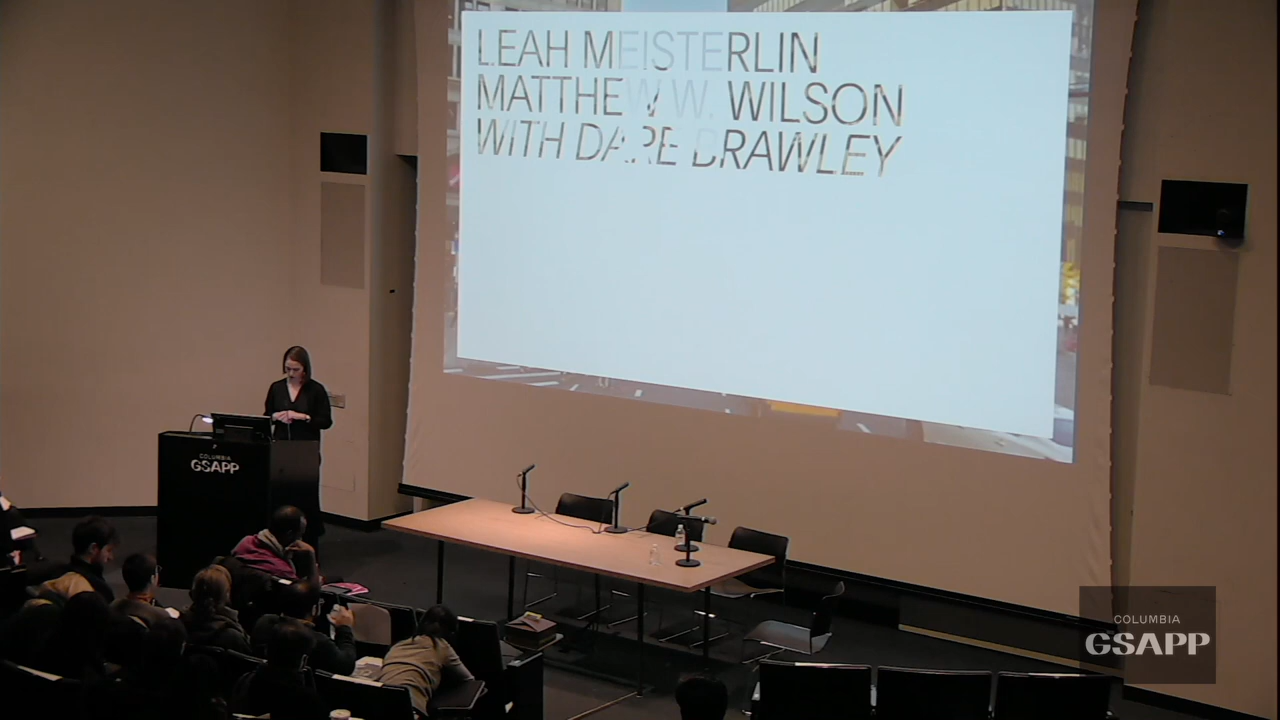 LEAH MEISTERLIN
MATTHEW W. WILSON
WITH DARE BRAWLEY
COLUMBIA
GSAPP
COLUMBIA
GSAPP